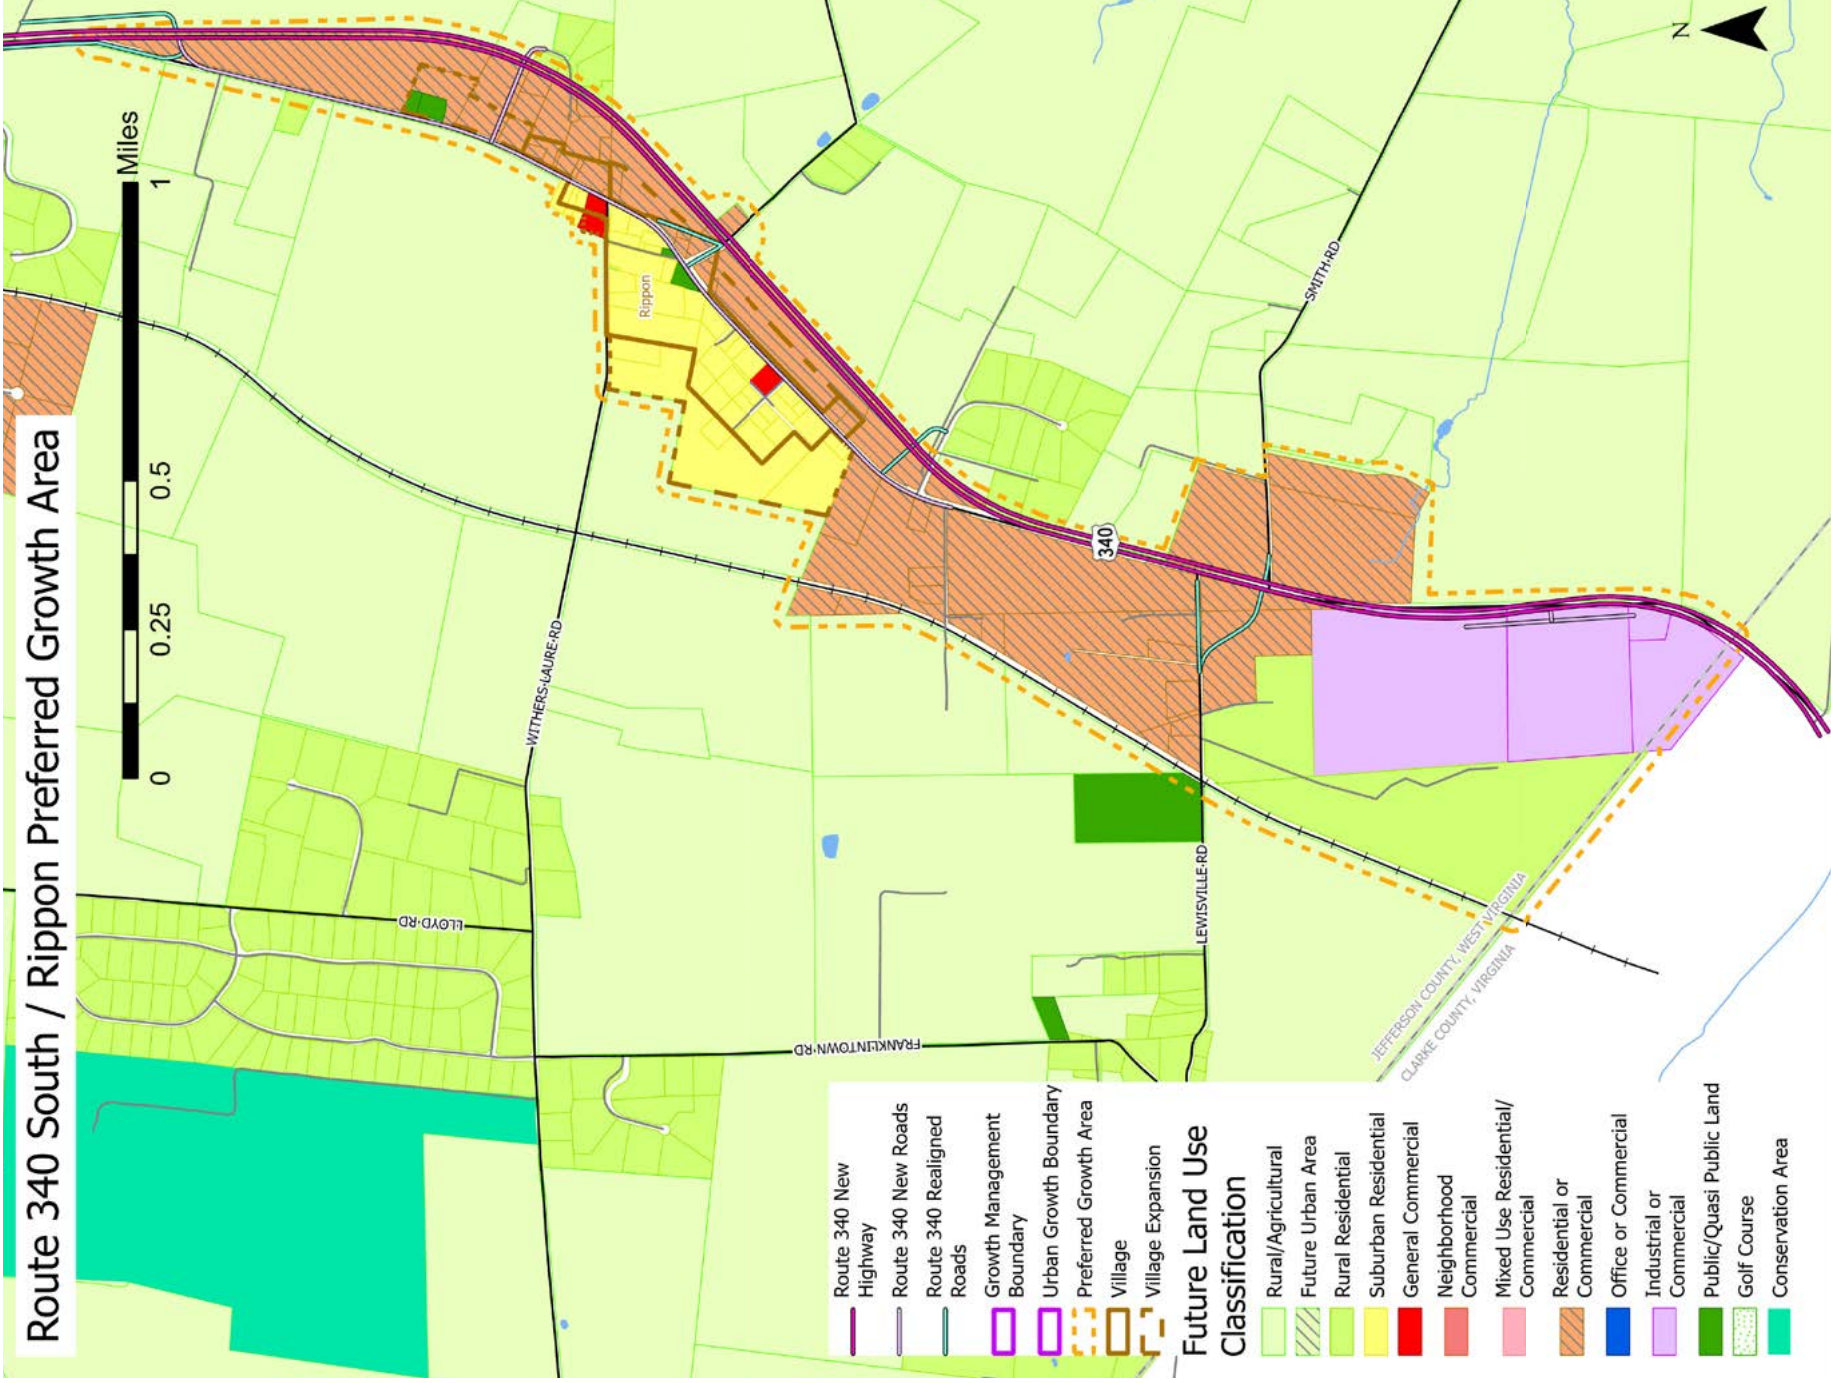 Route 340 South / Rippon Preferred Growth Area
0 0.25 0.5 1 Miles
N
Rippon
WITHERS-LAURE-RD
LLOYD-RD
FRANKLINTOWN-RD
LEWISVILLE-RD
SMITH-RD
340
JEFFERSON COUNTY, WEST VIRGINIA
CLARKE COUNTY, VIRGINIA
Route 340 New
Highway
Route 340 New Roads
Route 340 Realigned
Roads
Growth Management
Boundary
Urban Growth Boundary
Preferred Growth Area
Village
Village Expansion
Future Land Use
Classification
Rural/Agricultural
Future Urban Area
Rural Residential
Suburban Residential
General Commercial
Neighborhood
Commercial
Mixed Use Residential/
Commercial
Residential or
Commercial
Office or Commercial
Industrial or
Commercial
Public/Quasi Public Land
Golf Course
Conservation Area